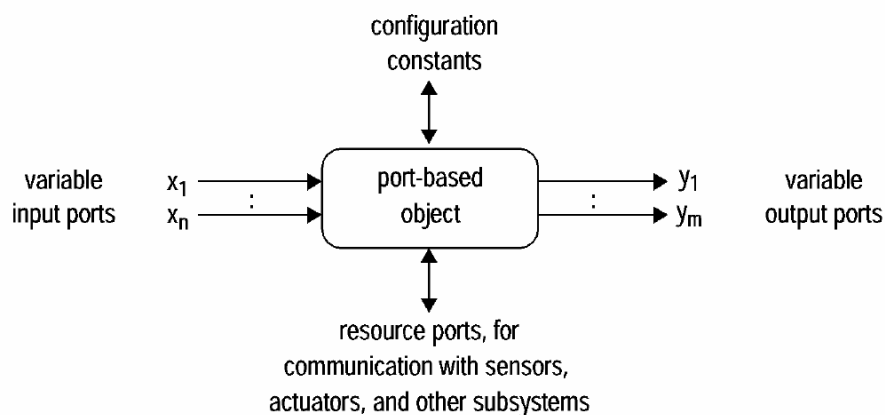 configuration
constants
variable
input ports
x1
:
xn
port-based
object
y1
:
ym
variable
output ports
resource ports, for
communication with sensors,
actuators, and other subsystems